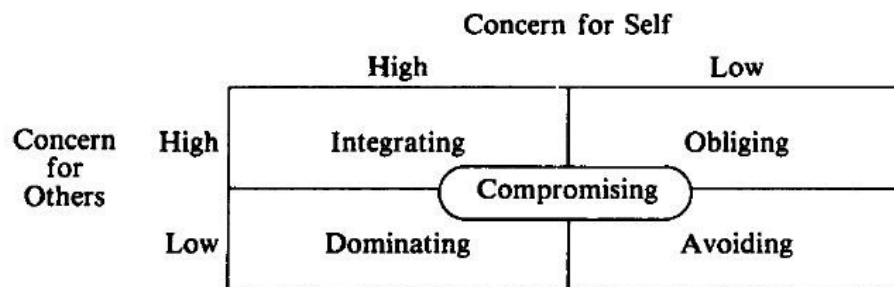 Concern for Self
High Low
Concern
for
Others
High Integrating Obliging
Compromising
Low Dominating Avoiding